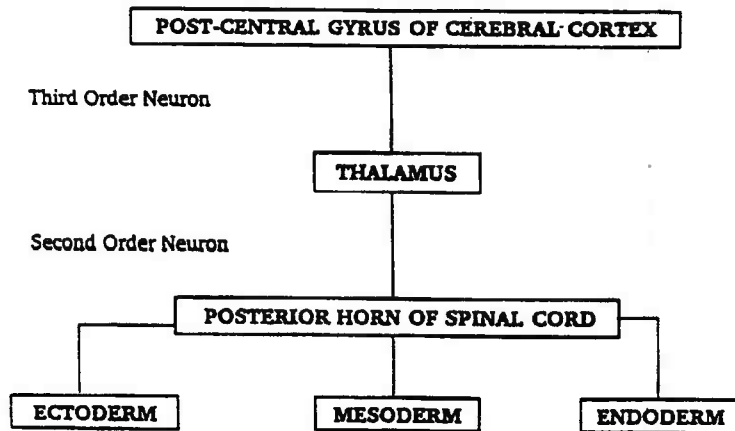 POST-CENTRAL GYRUS OF CEREBRAL CORTEX
Third Order Neuron
THALAMUS
Second Order Neuron
POSTERIOR HORN OF SPINAL CORD
ECTODERM MESODERM ENDODERM